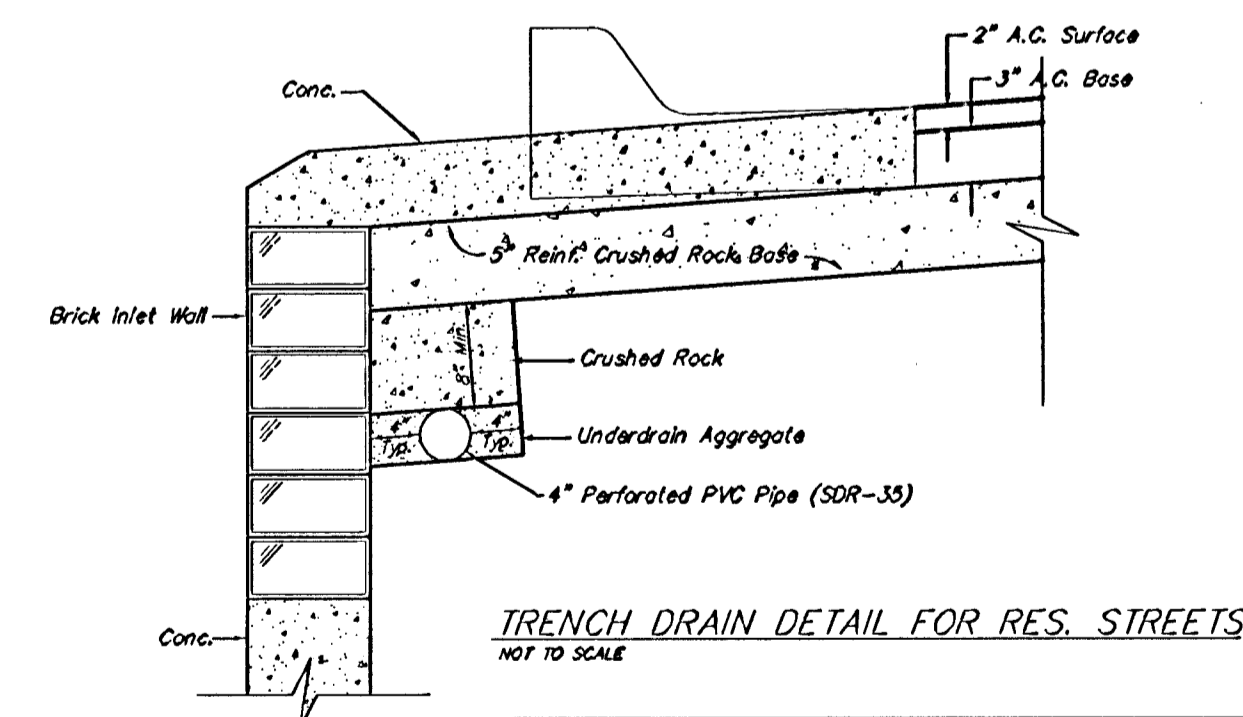 2" A.C. Surface
3" A.C. Base
Conc.
5" Reinf. Crushed Rock Base
Brick Inlet Wall
8" Min.
Crushed Rock
4" Typ.
4" Typ.
Underdrain Aggregate
4" Perforated PVC Pipe (SDR-35)
Conc.
TRENCH DRAIN DETAIL FOR RES. STREETS
NOT TO SCALE